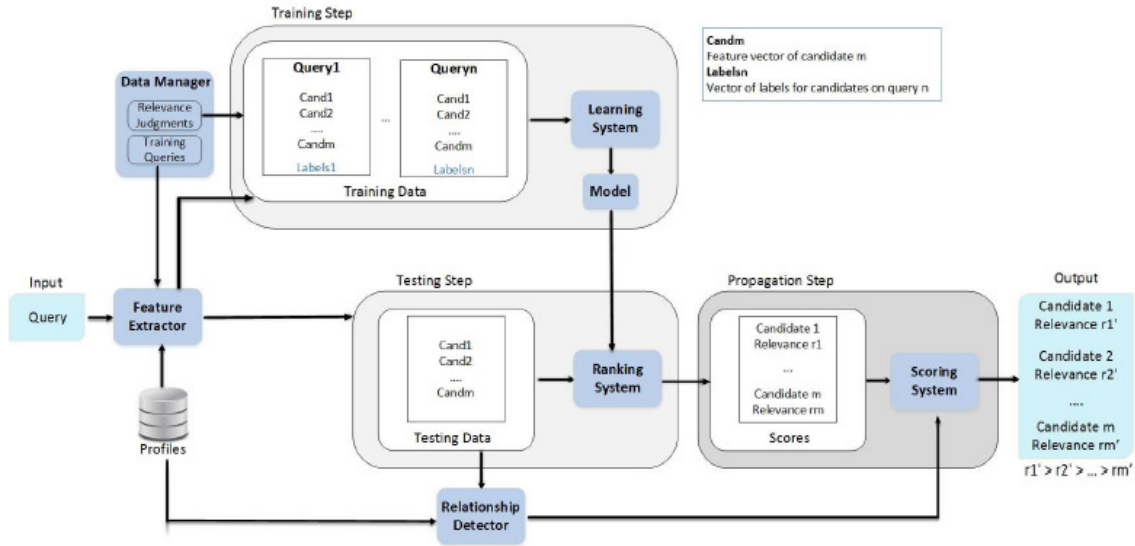 Training Step
Query1
Cand1
Cand2
....
Candm
Labels1
...
Queryn
Cand1
Cand2
....
Candm
Labelsn
Training Data
Learning
System
Model
Candm
Feature vector of candidate m
Labelsn
Vector of labels for candidates on query n
Data Manager
Relevance
Judgments
Training
Queries
Input
Query
Feature
Extractor
Profiles
Testing Step
Cand1
Cand2
....
Candm
Testing Data
Ranking
System
Relationship
Detector
Propagation Step
Candidate 1
Relevance r1
...
Candidate m
Relevance rm
Scores
Scoring
System
Output
Candidate 1
Relevance r1'
Candidate 2
Relevance r2'
....
Candidate m
Relevance rm'
r1' > r2' > ... > rm'